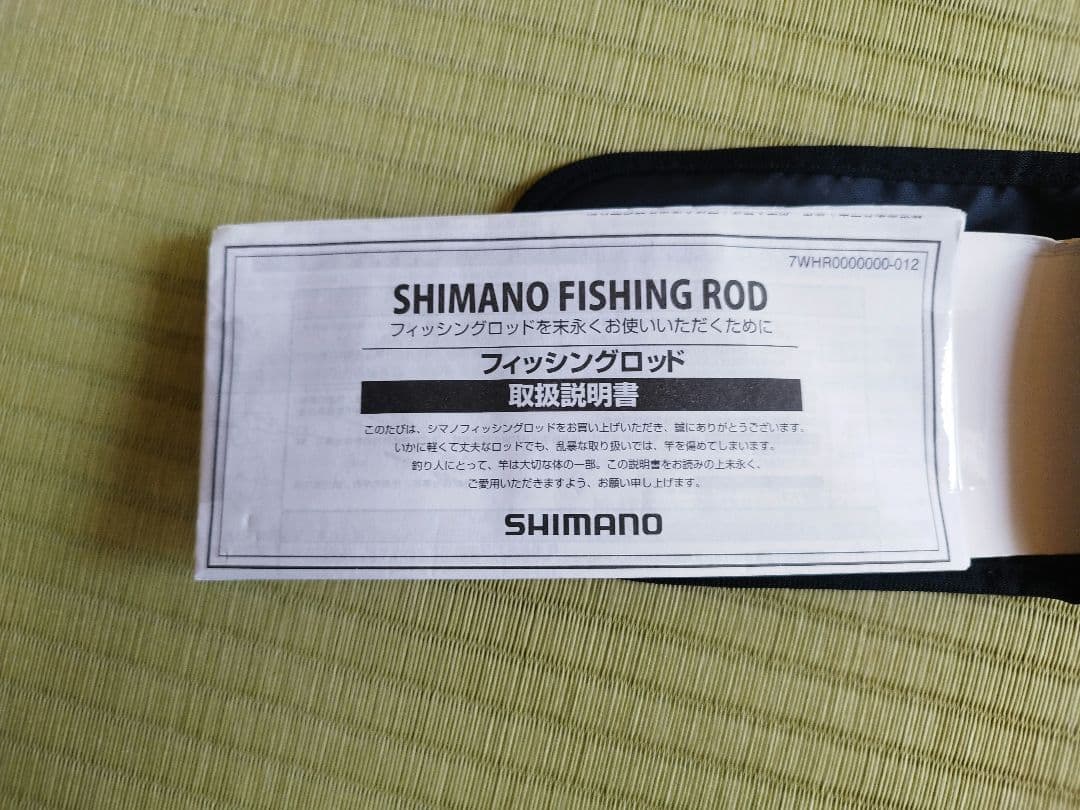 7WHR0000000-012
SHIMANO FISHING ROD
フィッシングロッドを末永くお使いいただくために
フィッシングロッド
取扱説明書
このたびは、シマノフィッシングロッドをお買い上げいただき、誠にありがとうございます。
いかに軽くて丈夫なロッドでも、乱暴な取り扱いでは、竿を傷めてしまいます。
釣り人にとって、竿は大切な体の一部。この説明書をお読みの上末永く、
ご愛用いただきますよう、お願い申し上げます。
SHIMANO